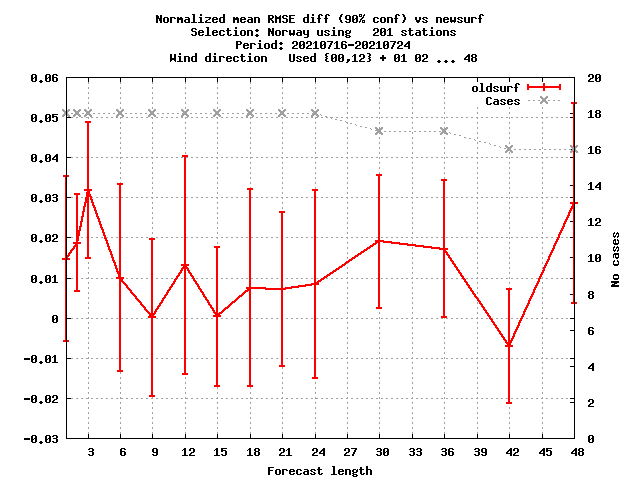 Normalized mean RMSE diff (90% conf) vs newsurf
Selection: Norway using   201 stations
Period: 20210716-20210724
Wind direction   Used {00,12} + 01 02 ... 48
oldsurf
Cases
0.06
0.05
0.04
0.03
0.02
0.01
0
-0.01
-0.02
-0.03
20
18
16
14
12
10
8
6
4
2
0
No cases
3 6 9 12 15 18 21 24 27 30 33 36 39 42 45 48
Forecast length